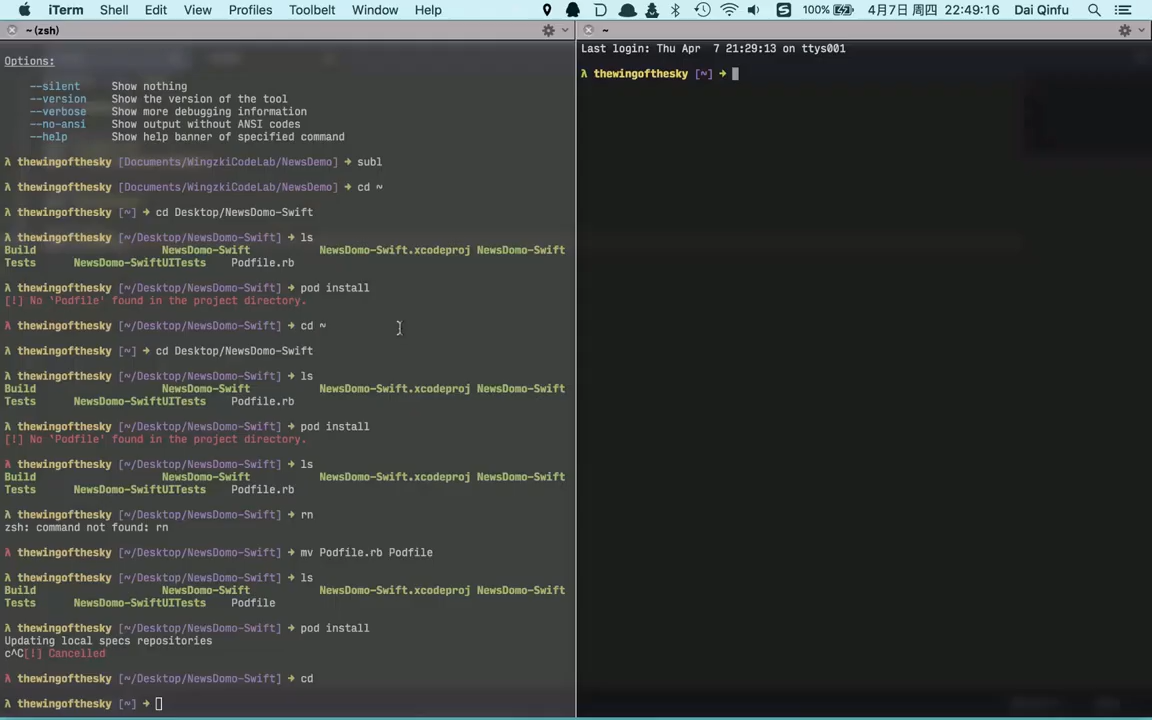 iTerm Shell Edit View Profiles Toolbelt Window Help 100% 4月7日 周四 22:49:16 Dai Qinfu
~ (zsh)
Options:
--silent Show nothing
--version Show the version of the tool
--verbose Show more debugging information
--no-ansi Show output without ANSI codes
--help Show help banner of specified command
λ thewingofthesky [Documents/WingzkiCodeLab/NewsDemo] → subl
λ thewingofthesky [Documents/WingzkiCodeLab/NewsDemo] → cd ~
λ thewingofthesky [~] → cd Desktop/NewsDomo-Swift
λ thewingofthesky [~/Desktop/NewsDomo-Swift] → ls
Build NewsDomo-Swift NewsDomo-Swift.xcodeproj NewsDomo-Swift
Tests NewsDomo-SwiftUITests Podfile.rb
λ thewingofthesky [~/Desktop/NewsDomo-Swift] → pod install
[!] No `Podfile' found in the project directory.
λ thewingofthesky [~/Desktop/NewsDomo-Swift] → cd ~
λ thewingofthesky [~] → cd Desktop/NewsDomo-Swift
λ thewingofthesky [~/Desktop/NewsDomo-Swift] → ls
Build NewsDomo-Swift NewsDomo-Swift.xcodeproj NewsDomo-Swift
Tests NewsDomo-SwiftUITests Podfile.rb
λ thewingofthesky [~/Desktop/NewsDomo-Swift] → pod install
[!] No `Podfile' found in the project directory.
λ thewingofthesky [~/Desktop/NewsDomo-Swift] → ls
Build NewsDomo-Swift NewsDomo-Swift.xcodeproj NewsDomo-Swift
Tests NewsDomo-SwiftUITests Podfile.rb
λ thewingofthesky [~/Desktop/NewsDomo-Swift] → rn
zsh: command not found: rn
λ thewingofthesky [~/Desktop/NewsDomo-Swift] → mv Podfile.rb Podfile
λ thewingofthesky [~/Desktop/NewsDomo-Swift] → ls
Build NewsDomo-Swift NewsDomo-Swift.xcodeproj NewsDomo-Swift
Tests NewsDomo-SwiftUITests Podfile
λ thewingofthesky [~/Desktop/NewsDomo-Swift] → pod install
Updating local specs repositories
c^C[!] Cancelled
λ thewingofthesky [~/Desktop/NewsDomo-Swift] → cd
λ thewingofthesky [~] →
~
Last login: Thu Apr 7 21:29:13 on ttys001
λ thewingofthesky [~] →